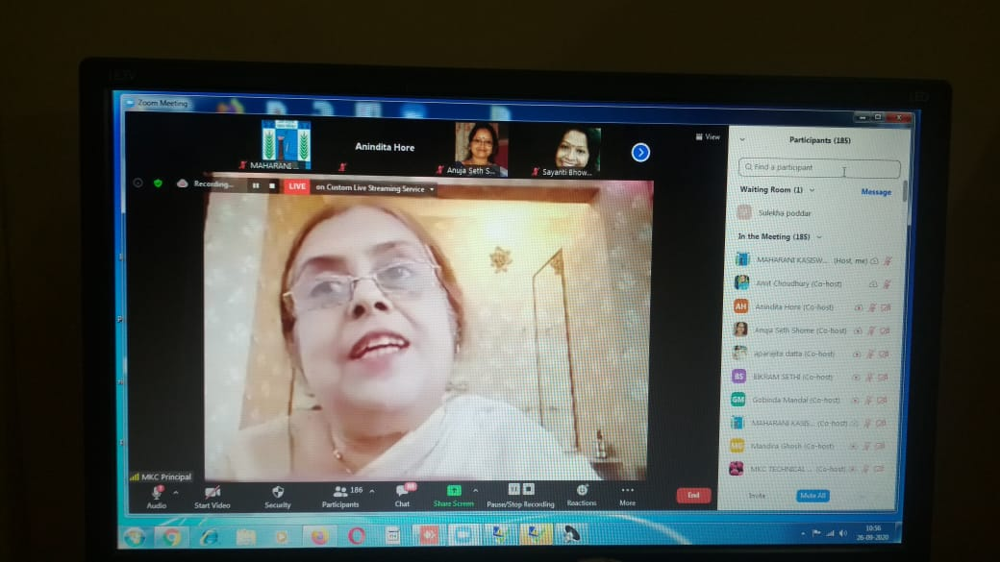 Zoom Meeting
View
MAHARANI ...
Anindita Hore
Anuja Seth S...
Sayanti Bhow...
Recording...
LIVE
on Custom Live Streaming Service
MKC Principal
Participants (185)
Find a participant
Waiting Room (1)
Message
Sulekha poddar
In the Meeting (185)
MAHARANI KASISW... (Host, me)
Amit Choudhury (Co-host)
AH
Anindita Hore (Co-host)
Anuja Seth Shome (Co-host)
aparajita datta (Co-host)
BS
BIKRAM SETHI (Co-host)
GM
Gobinda Mandal (Co-host)
MAHARANI KASIS... (Co-host)
MG
Mandira Ghosh (Co-host)
MKC TECHNICAL ... (Co-host)
Invite
Mute All
Audio
Start Video
Security
186
Participants
Chat
Share Screen
Pause/Stop Recording
Reactions
More
End
10:56
26-09-2020